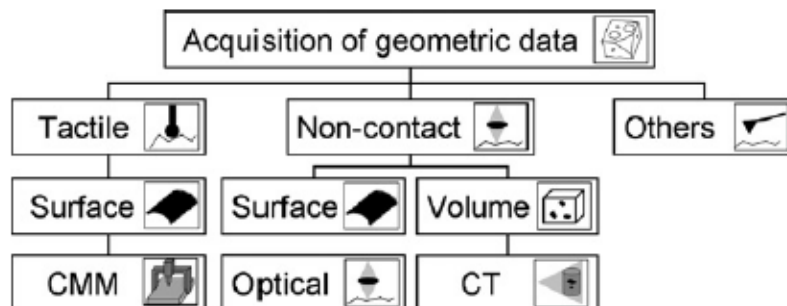 Acquisition of geometric data
Tactile
Non-contact
Others
Surface
Surface
Volume
CMM
Optical
CT